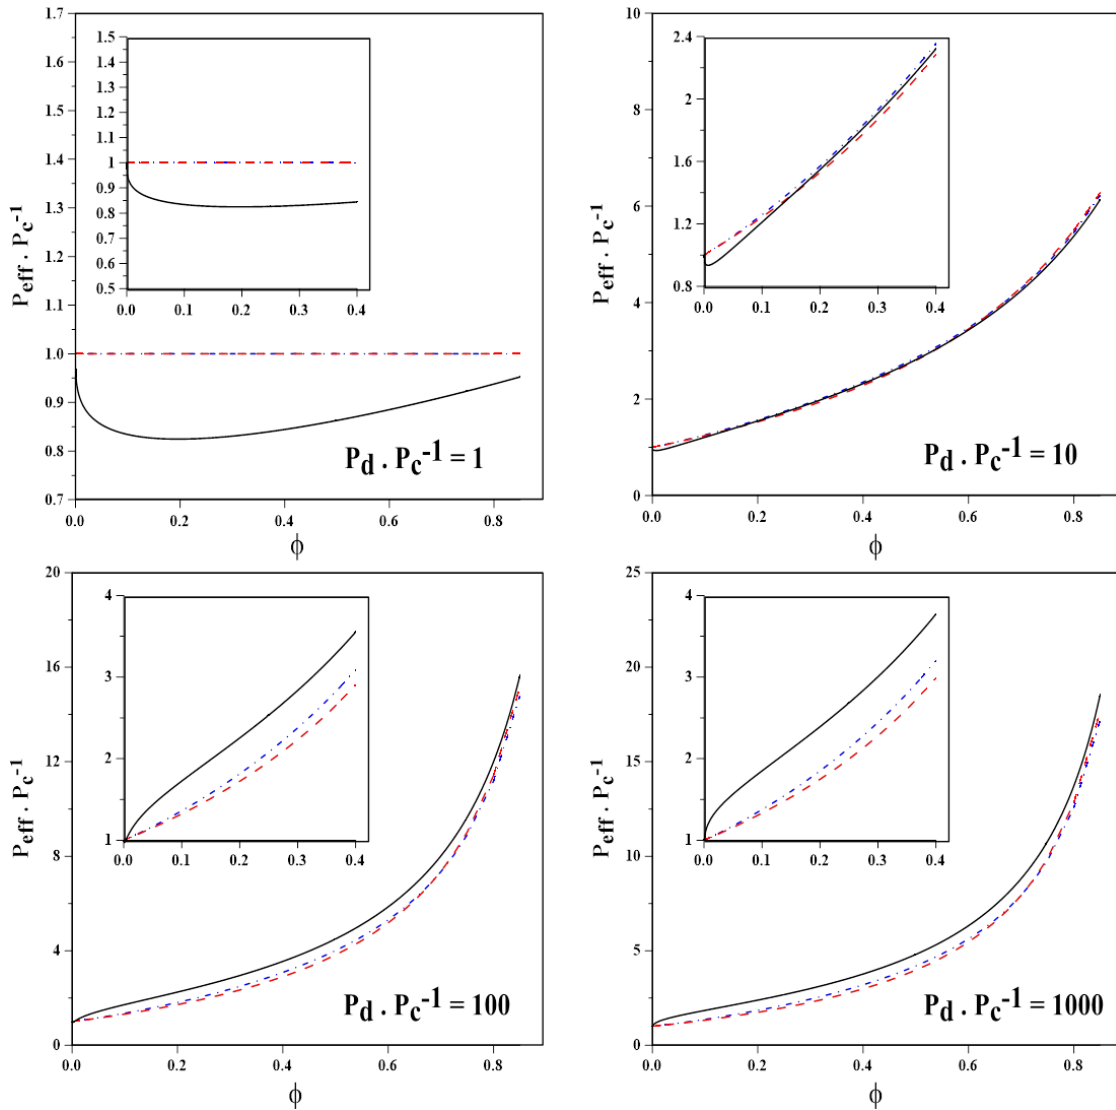 1.7
1.6
1.5
1.4
1.3
1.2
1.1
1.0
0.9
0.8
0.7
Peff . Pc-1
1.5
1.4
1.3
1.2
1.1
1
0.9
0.8
0.7
0.6
0.5
0.0 0.1 0.2 0.3 0.4
Pd . Pc-1 = 1
0.0 0.2 0.4 0.6 0.8
ϕ
10
8
6
4
2
0
Peff . Pc-1
2.4
2
1.6
1.2
0.8
0.0 0.1 0.2 0.3 0.4
Pd . Pc-1 = 10
0.0 0.2 0.4 0.6 0.8
ϕ
20
16
12
8
4
0
Peff . Pc-1
4
3
2
1
0.0 0.1 0.2 0.3 0.4
Pd . Pc-1 = 100
0.0 0.2 0.4 0.6 0.8
ϕ
25
20
15
10
5
0
Peff . Pc-1
4
3
2
1
0.0 0.1 0.2 0.3 0.4
Pd . Pc-1 = 1000
0.0 0.2 0.4 0.6 0.8
ϕ